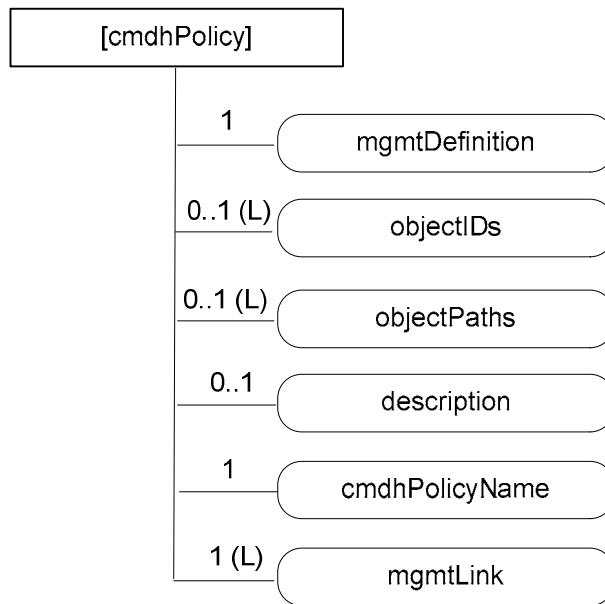 [cmdhPolicy]
1
mgmtDefinition
0..1 (L)
objectIDs
0..1 (L)
objectPaths
0..1
description
1
cmdhPolicyName
1 (L)
mgmtLink